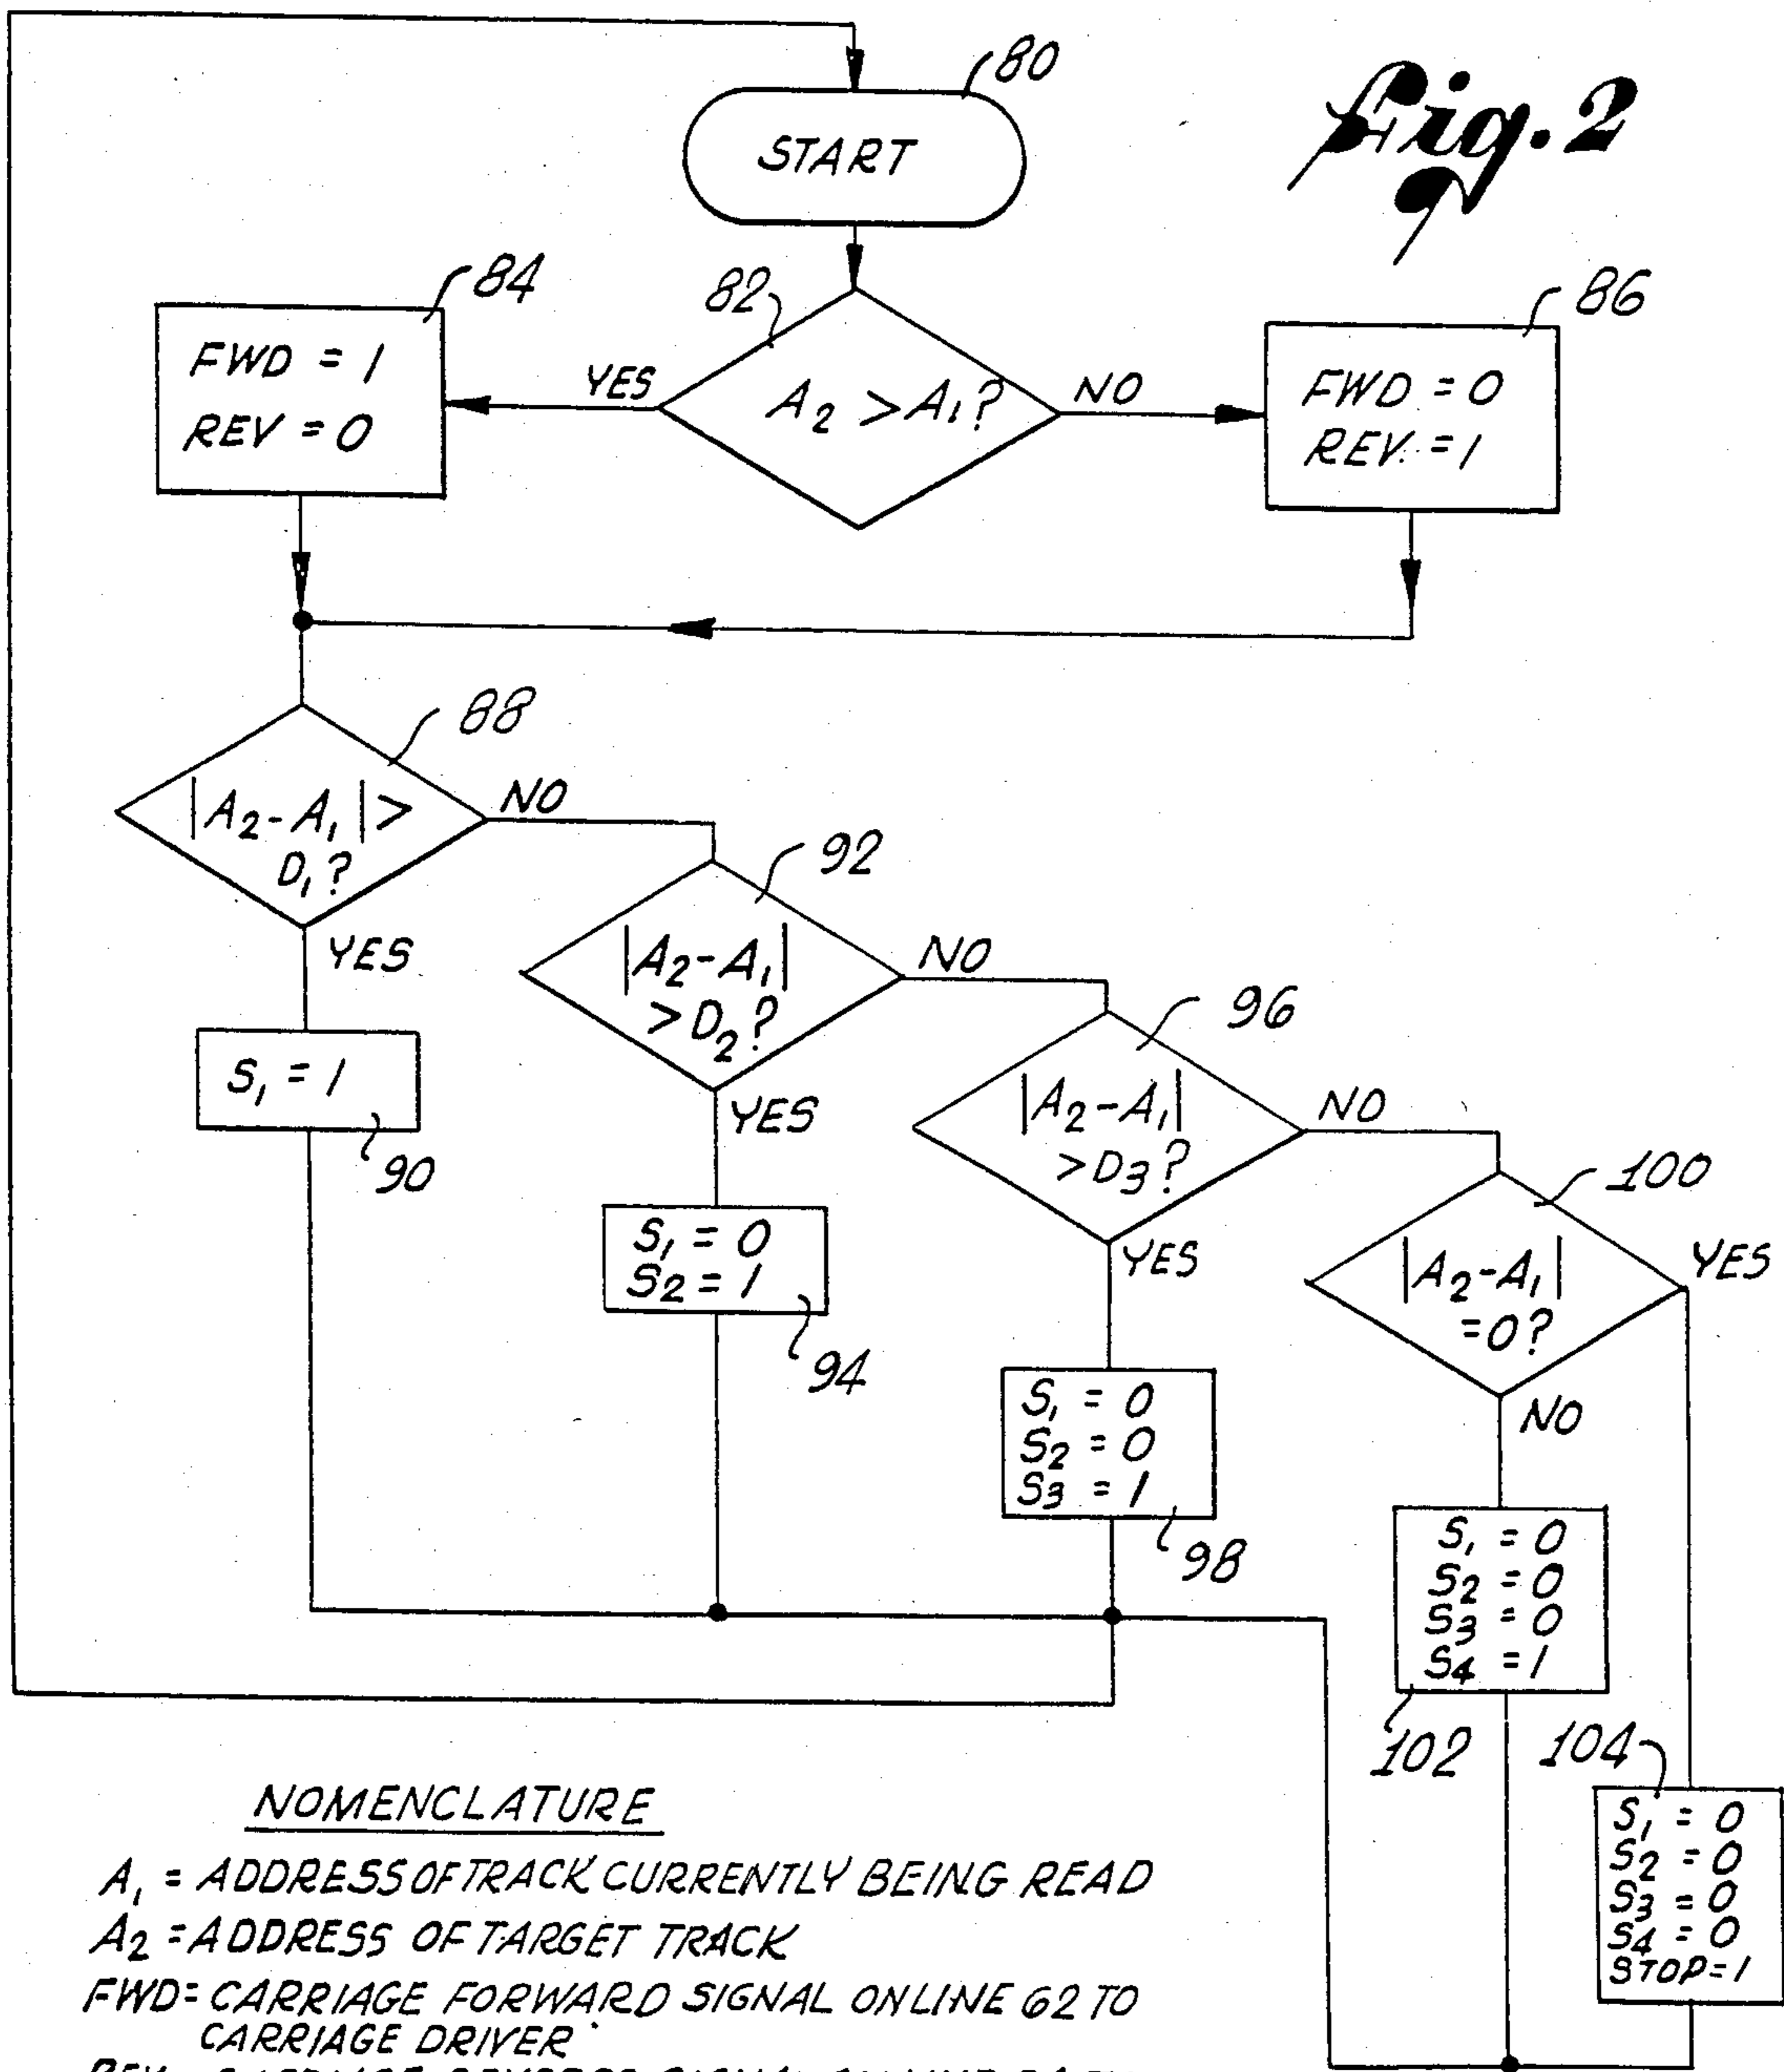 80
Fig. 2
START
84
82
86
FWD = 1
REV = 0
YES
A2 > A1?
NO
FWD = 0
REV = 1
88
|A2-A1| >
D1?
NO
92
YES
|A2-A1|
> D2?
NO
96
S1 = 1
90
YES
|A2-A1|
> D3?
NO
100
S1 = 0
S2 = 1
94
YES
|A2-A1|
= 0?
YES
NO
S1 = 0
S2 = 0
S3 = 1
98
S1 = 0
S2 = 0
S3 = 0
S4 = 1
102
104
S1 = 0
S2 = 0
S3 = 0
S4 = 0
STOP = 1
NOMENCLATURE
A1 = ADDRESS OF TRACK CURRENTLY BEING READ
A2 = ADDRESS OF TARGET TRACK
FWD = CARRIAGE FORWARD SIGNAL ON LINE 62 TO
CARRIAGE DRIVER